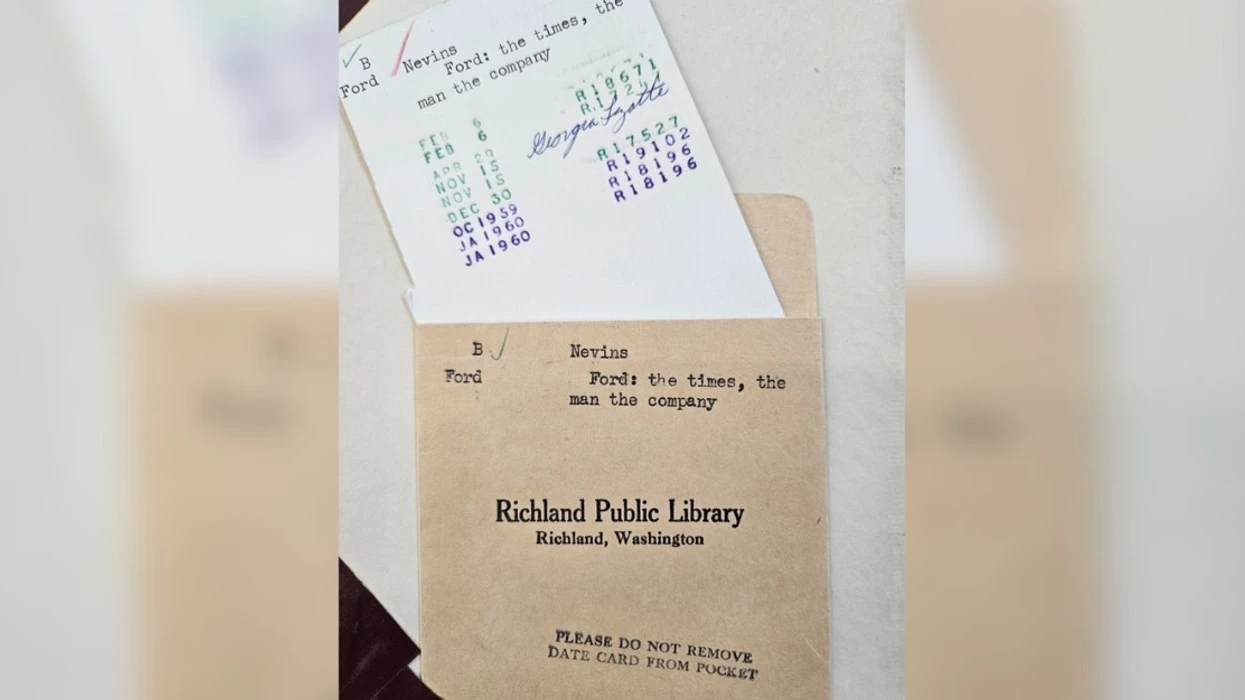 B Nevins
Ford Ford: the times, the
man the company
FEB 6
FEB 6
APR 29
NOV 15
NOV 15
DEC 30
OC 1959
JA 1960
JA 1960
R18671
Georgia
R17527
R19102
R18196
R18196
B Nevins
Ford Ford: the times, the
man the company
Richland Public Library
Richland, Washington
PLEASE DO NOT REMOVE
DATE CARD FROM POCKET